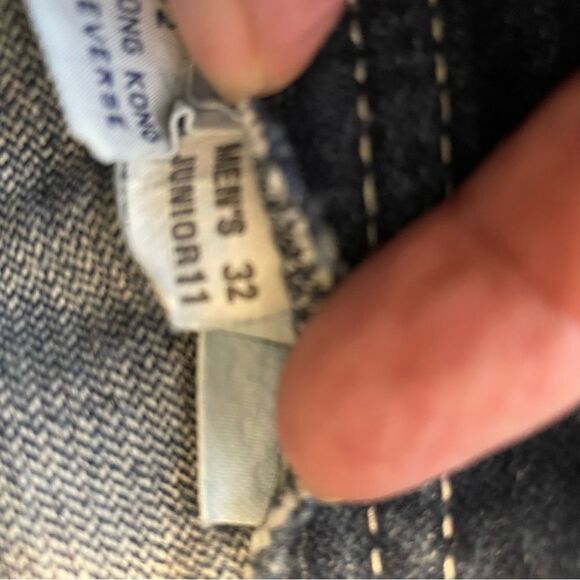 ONG KONG
EVERSE
MEN'S 32
JUNIOR 11